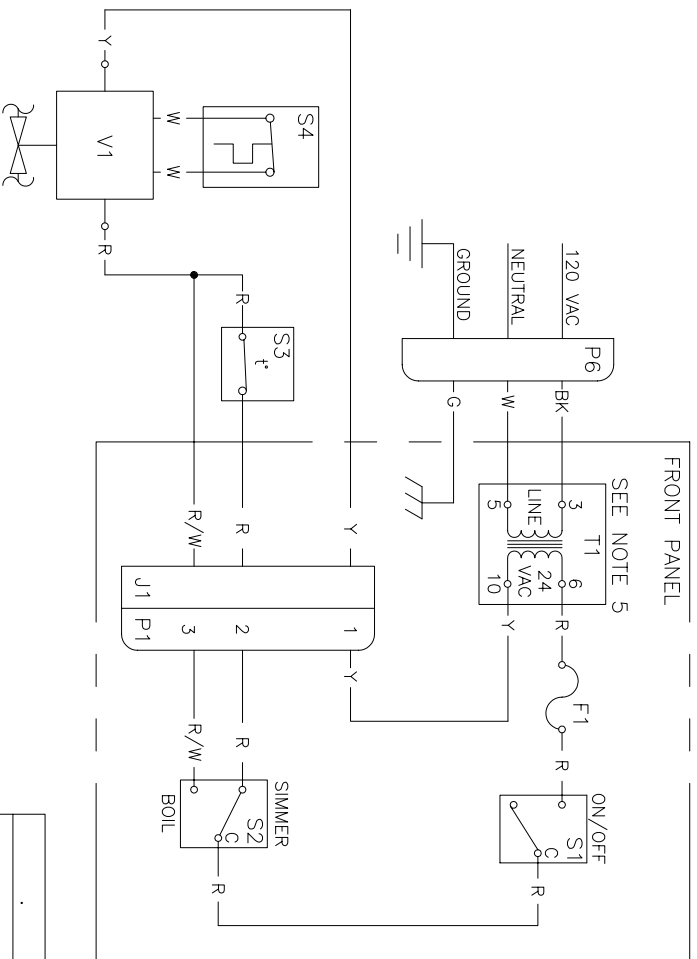 FRONT PANEL
SEE NOTE 5
120 VAC
NEUTRAL
GROUND
P6
BK
W
G
3
5
LINE
T1
24
VAC
6
10
R
F1
R
ON/OFF
S1
C
R
Y
Y
Y
S4
W
W
Y
V1
R
R
S3
t°
R
R/W
Y
J1
P1
1
2
3
R
R/W
SIMMER
S2
C
BOIL
R